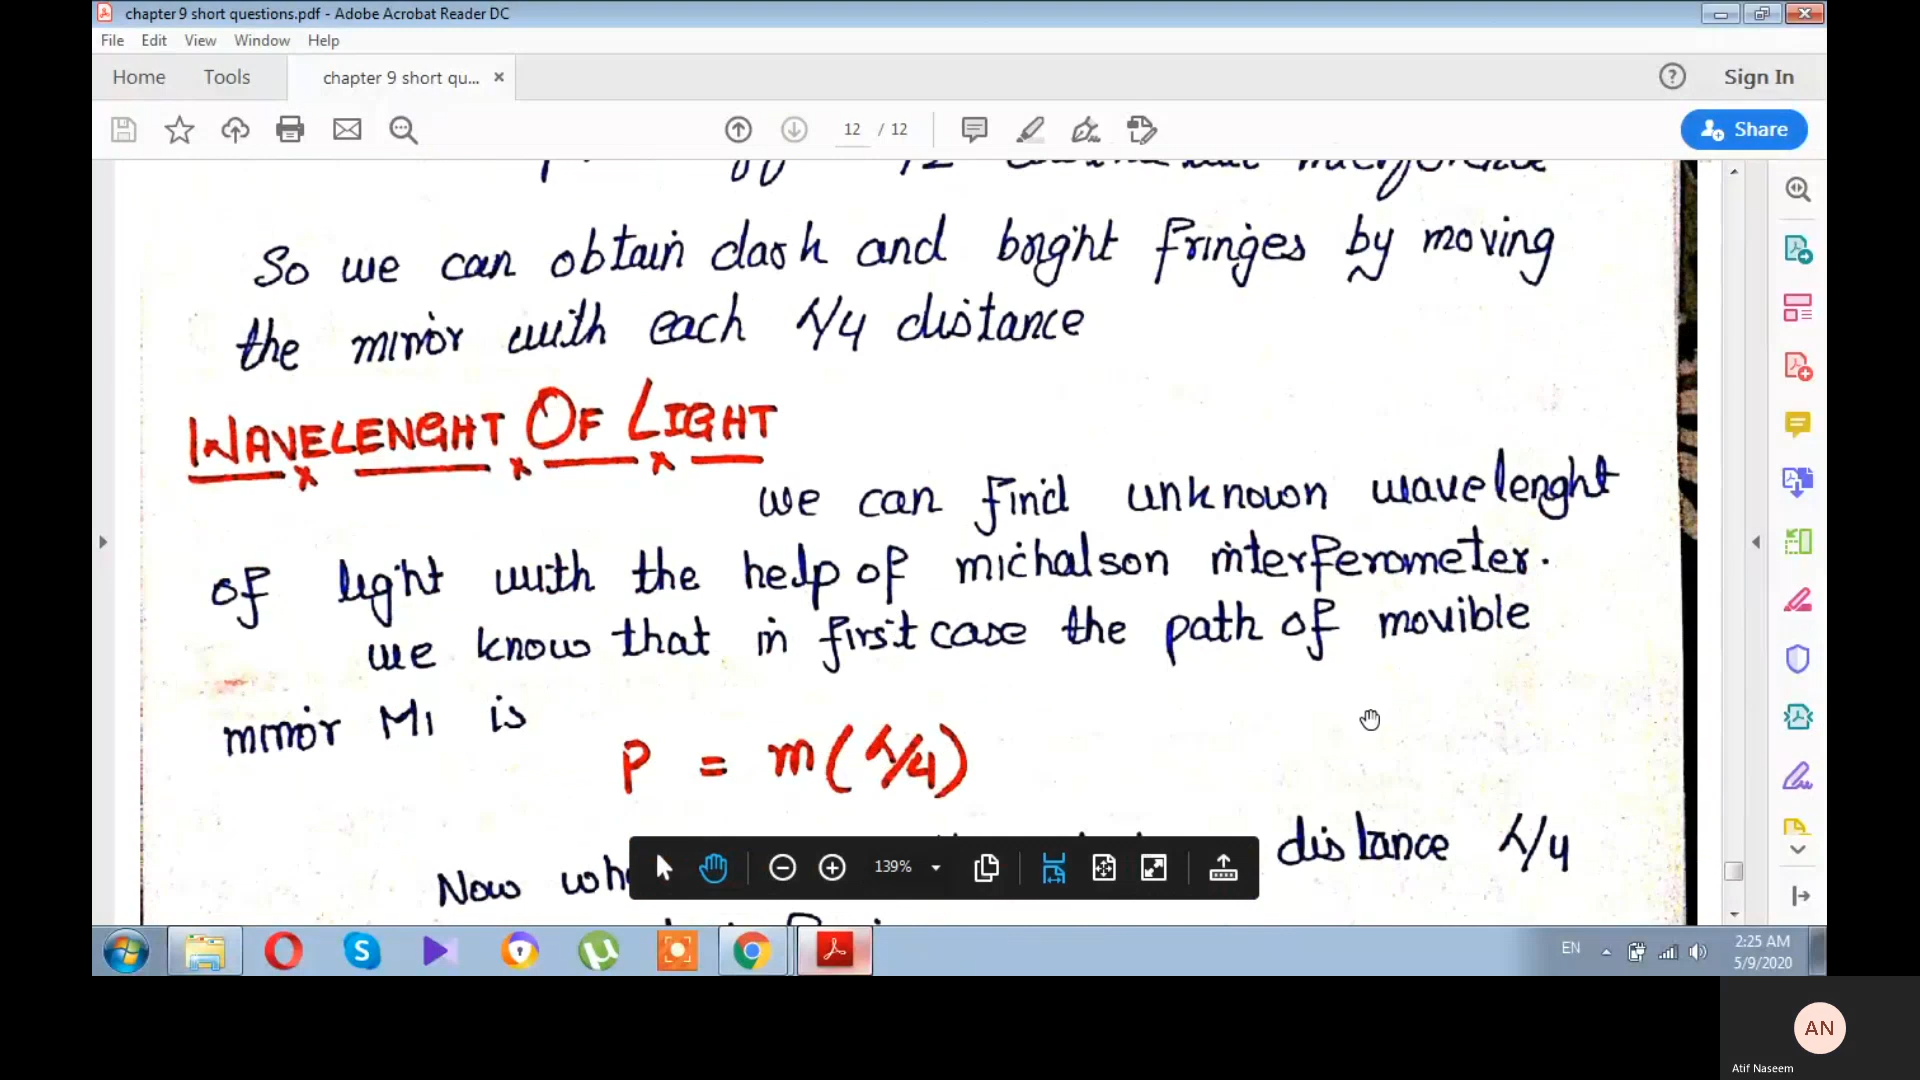 chapter 9 short questions.pdf - Adobe Acrobat Reader DC
File Edit View Window Help
Home Tools chapter 9 short qu... × Sign In
12 / 12 Share
So we can obtain dark and bright fringes by moving
the mirror with each λ/4 distance
WAVELENGHT OF LIGHT
we can find unknown wavelenght
of light with the help of michalson interferometer.
we know that in first case the path of movible
mirror M1 is
P = m(λ/4)
Now distance λ/4
139%
EN 2:25 AM
5/9/2020
AN
Atif Naseem